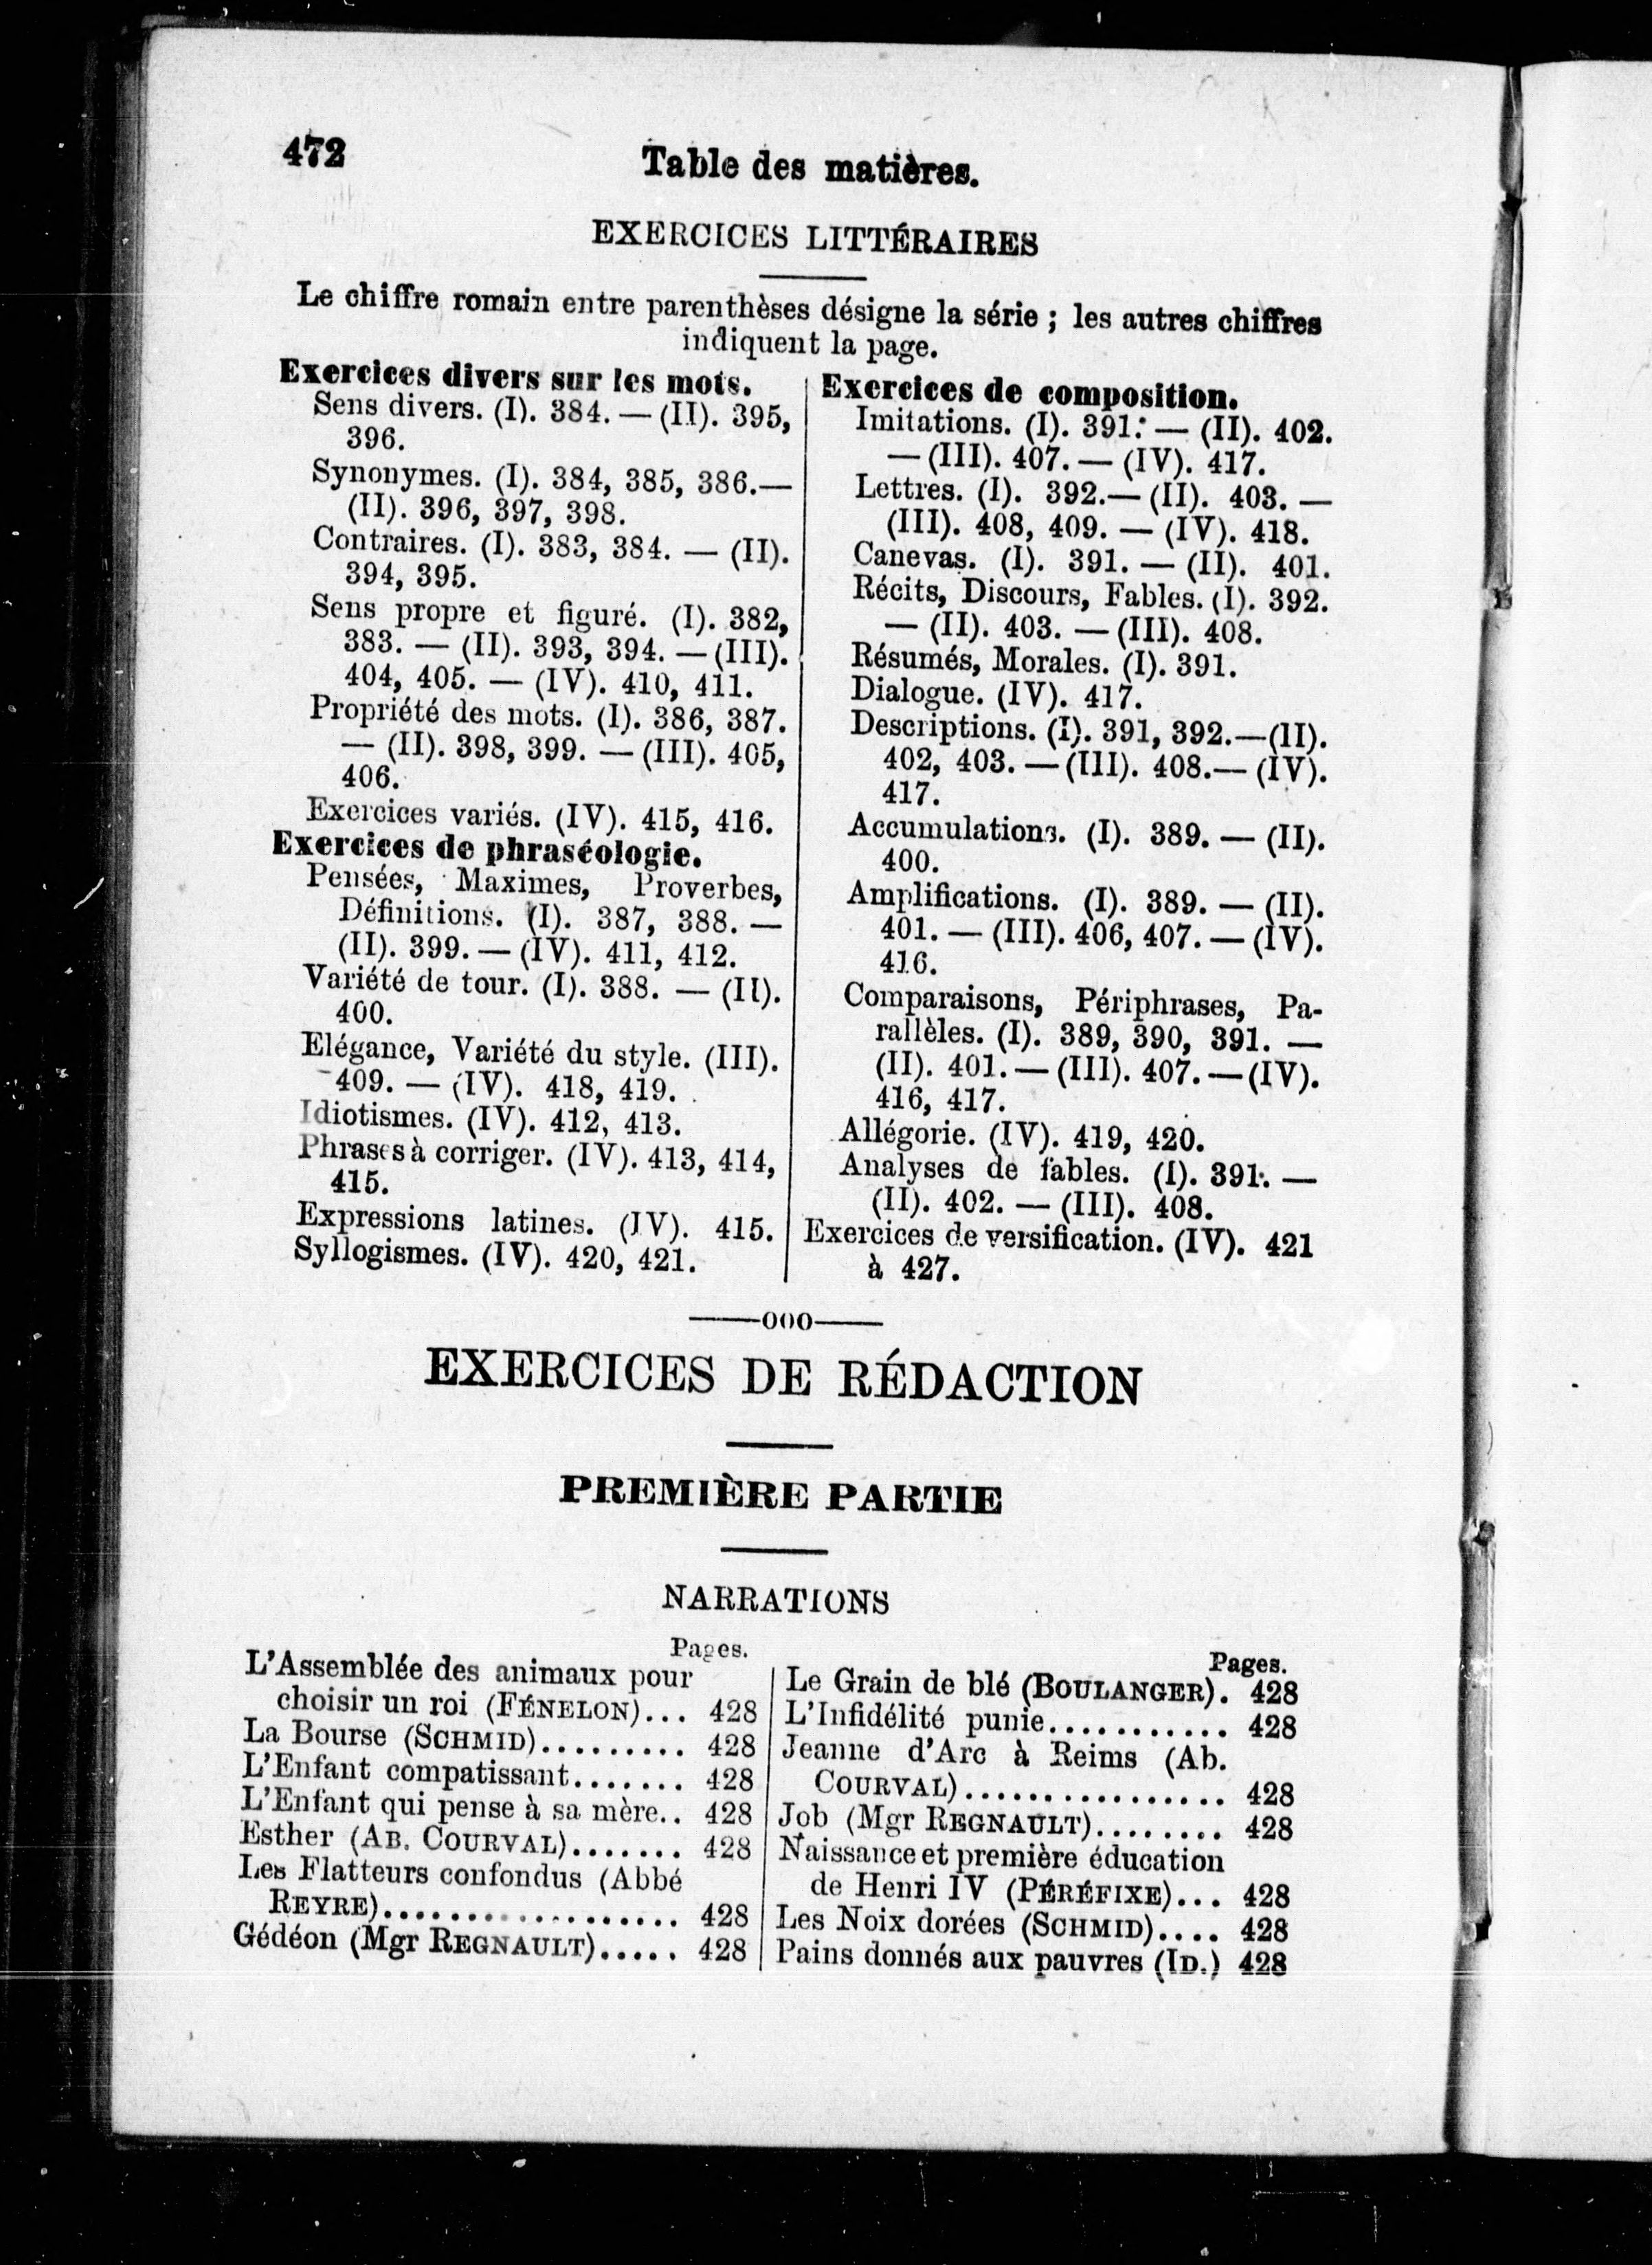 472
Table des matières.
EXERCICES LITTÉRAIRES
Le chiffre romain entre parenthèses désigne la série ; les autres chiffres
indiquent la page.
Exercices divers sur les mots.
Sens divers. (I). 384. — (II). 395,
396.
Synonymes. (I). 384, 385, 386.—
(II). 396, 397, 398.
Contraires. (I). 383, 384. — (II).
394, 395.
Sens propre et figuré. (I). 382,
383. — (II). 393, 394. — (III).
404, 405. — (IV). 410, 411.
Propriété des mots. (I). 386, 387.
— (II). 398, 399. — (III). 405,
406.
Exercices variés. (IV). 415, 416.
Exercices de phraséologie.
Pensées, Maximes, Proverbes,
Définitions. (I). 387, 388. —
(II). 399. — (IV). 411, 412.
Variété de tour. (I). 388. — (II).
400.
Elégance, Variété du style. (III).
409. — (IV). 418, 419.
Idiotismes. (IV). 412, 413.
Phrases à corriger. (IV). 413, 414,
415.
Expressions latines. (IV). 415.
Syllogismes. (IV). 420, 421.
Exercices de composition.
Imitations. (I). 391. — (II). 402.
— (III). 407. — (IV). 417.
Lettres. (I). 392.— (II). 403. —
(III). 408, 409. — (IV). 418.
Canevas. (I). 391. — (II). 401.
Récits, Discours, Fables. (I). 392.
— (II). 403. — (III). 408.
Résumés, Morales. (I). 391.
Dialogue. (IV). 417.
Descriptions. (I). 391, 392.—(II).
402, 403. — (III). 408.— (IV).
417.
Accumulations. (I). 389. — (II).
400.
Amplifications. (I). 389. — (II).
401. — (III). 406, 407. — (IV).
416.
Comparaisons, Périphrases, Pa-
rallèles. (I). 389, 390, 391. —
(II). 401. — (III). 407. — (IV).
416, 417.
Allégorie. (IV). 419, 420.
Analyses de fables. (I). 391. —
(II). 402. — (III). 408.
Exercices de versification. (IV). 421
à 427.
——ooo——
EXERCICES DE RÉDACTION
PREMIÈRE PARTIE
NARRATIONS
Pages.
L'Assemblée des animaux pour
choisir un roi (FÉNELON)... 428
La Bourse (SCHMID)......... 428
L'Enfant compatissant....... 428
L'Enfant qui pense à sa mère.. 428
Esther (AB. COURVAL)....... 428
Les Flatteurs confondus (Abbé
REYRE).................. 428
Gédéon (Mgr REGNAULT)..... 428
Pages.
Le Grain de blé (BOULANGER). 428
L'Infidélité punie........... 428
Jeanne d'Arc à Reims (Ab.
COURVAL)................ 428
Job (Mgr REGNAULT)........ 428
Naissance et première éducation
de Henri IV (PÉRÉFIXE)... 428
Les Noix dorées (SCHMID).... 428
Pains donnés aux pauvres (ID.) 428